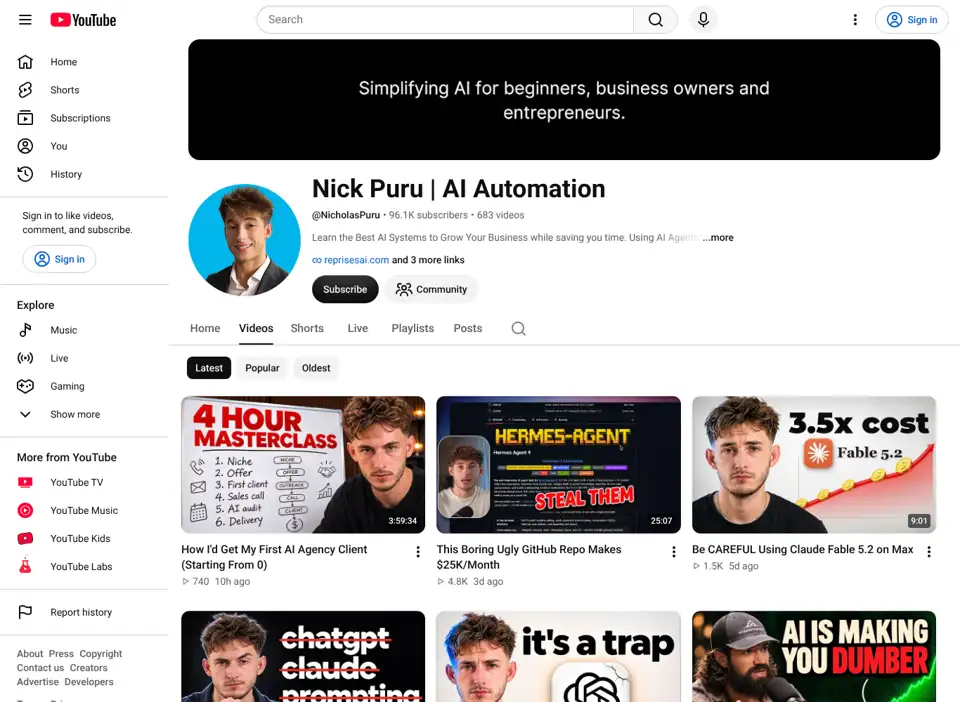 YouTube
Search
Sign in
Home
Shorts
Subscriptions
You
History
Sign in to like videos,
comment, and subscribe.
Sign in
Explore
Music
Live
Gaming
Show more
More from YouTube
YouTube TV
YouTube Music
YouTube Kids
YouTube Labs
Report history
About Press Copyright
Contact us Creators
Advertise Developers
Simplifying AI for beginners, business owners and
entrepreneurs.
Nick Puru | AI Automation
@NicholasPuru • 96.1K subscribers • 683 videos
Learn the Best AI Systems to Grow Your Business while saving you time. Using AI Agents ...more
reprisesai.com and 3 more links
Subscribe
Community
Home Videos Shorts Live Playlists Posts
Latest Popular Oldest
4 HOUR
MASTERCLASS
1. Niche
2. Offer
3. First client
4. Sales call
5. AI audit
6. Delivery
NICHE
OFFER
OUTREACH
CALL
CLIENT
$
3:59:34
How I'd Get My First AI Agency Client
(Starting From 0)
740 10h ago
HERMES-AGENT
Hermes Agent
STEAL THEM
25:07
This Boring Ugly GitHub Repo Makes
$25K/Month
4.8K 3d ago
3.5x cost
Fable 5.2
9:01
Be CAREFUL Using Claude Fable 5.2 on Max
1.5K 5d ago
chatgpt
claude
prompting
it's a trap
AI IS MAKING
YOU DUMBER